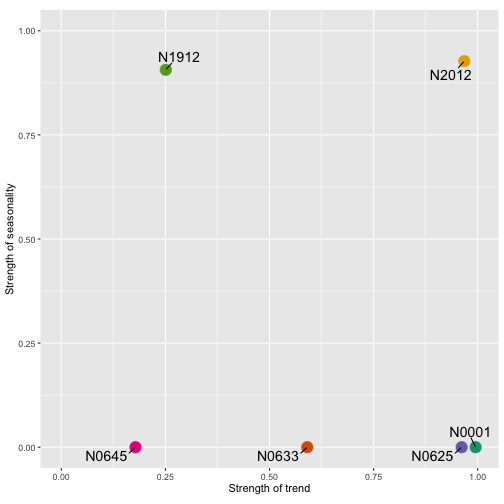 1.00
0.75
0.50
0.25
0.00
Strength of seasonality
N1912
N2012
N0001
N0645
N0633
N0625
0.00 0.25 0.50 0.75 1.00
Strength of trend